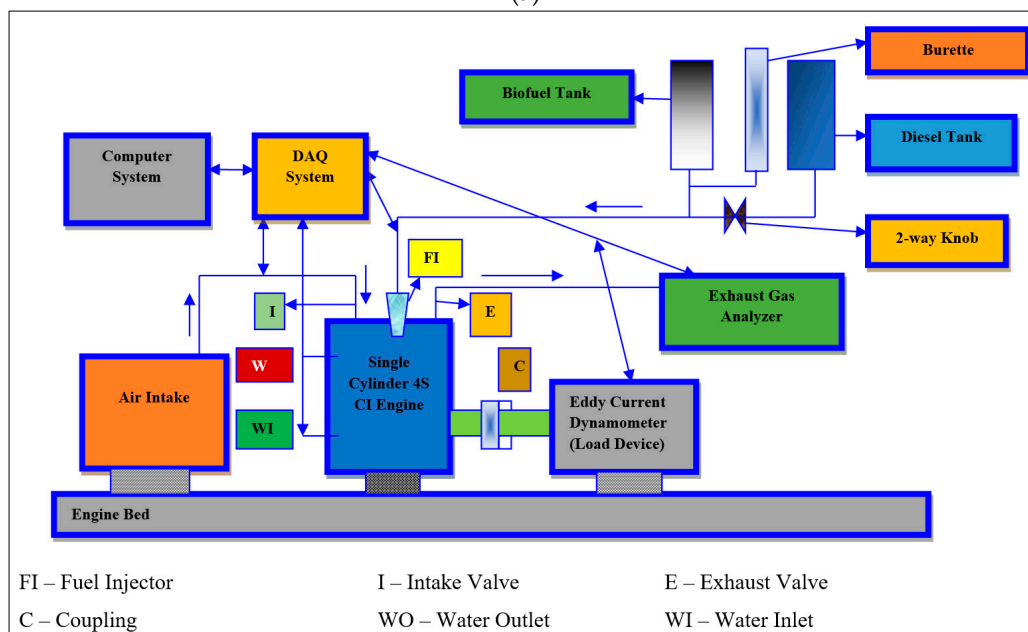 Burette
Biofuel Tank
Diesel Tank
Computer
System
DAQ
System
2-way Knob
FI
I
E
Exhaust Gas
Analyzer
W
Single
Cylinder 4S
CI Engine
C
Air Intake
WI
Eddy Current
Dynamometer
(Load Device)
Engine Bed
FI – Fuel Injector
I – Intake Valve
E – Exhaust Valve
C – Coupling
WO – Water Outlet
WI – Water Inlet